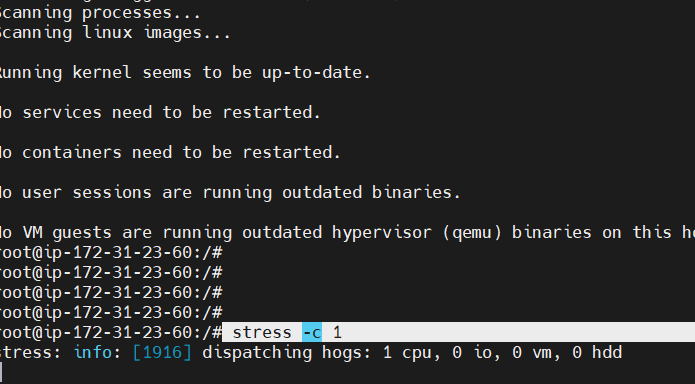 Scanning processes...
Scanning linux images...
Running kernel seems to be up-to-date.
No services need to be restarted.
No containers need to be restarted.
No user sessions are running outdated binaries.
No VM guests are running outdated hypervisor (qemu) binaries on this
root@ip-172-31-23-60:/#
root@ip-172-31-23-60:/#
root@ip-172-31-23-60:/#
root@ip-172-31-23-60:/#
root@ip-172-31-23-60:/# stress -c 1
stress: info: [1916] dispatching hogs: 1 cpu, 0 io, 0 vm, 0 hdd